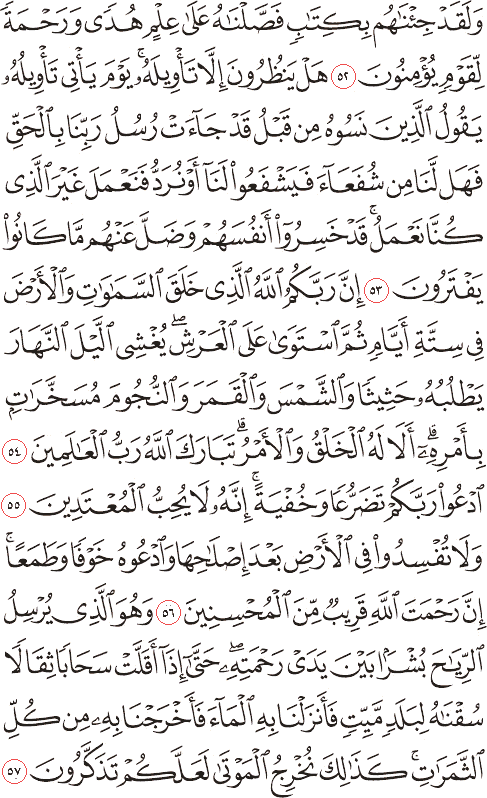 وَلَقَدْ جِئْنَٰهُم بِكِتَٰبٍ فَصَّلْنَٰهُ عَلَىٰ عِلْمٍ هُدًى وَرَحْمَةً
لِّقَوْمٍ يُؤْمِنُونَ ٥٢ هَلْ يَنظُرُونَ إِلَّا تَأْوِيلَهُۥ ۚ يَوْمَ يَأْتِى تَأْوِيلُهُۥ
يَقُولُ ٱلَّذِينَ نَسُوهُ مِن قَبْلُ قَدْ جَآءَتْ رُسُلُ رَبِّنَا بِٱلْحَقِّ
فَهَل لَّنَا مِن شُفَعَآءَ فَيَشْفَعُوا۟ لَنَآ أَوْ نُرَدُّ فَنَعْمَلَ غَيْرَ ٱلَّذِى
كُنَّا نَعْمَلُ ۚ قَدْ خَسِرُوٓا۟ أَنفُسَهُمْ وَضَلَّ عَنْهُم مَّا كَانُوا۟
يَفْتَرُونَ ٥٣ إِنَّ رَبَّكُمُ ٱللَّهُ ٱلَّذِى خَلَقَ ٱلسَّمَٰوَٰتِ وَٱلْأَرْضَ
فِى سِتَّةِ أَيَّامٍ ثُمَّ ٱسْتَوَىٰ عَلَى ٱلْعَرْشِ ۖ يُغْشِى ٱلَّيْلَ ٱلنَّهَارَ
يَطْلُبُهُۥ حَثِيثًا وَٱلشَّمْسَ وَٱلْقَمَرَ وَٱلنُّجُومَ مُسَخَّرَٰتٍۭ
بِأَمْرِهِۦٓ ۗ أَلَا لَهُ ٱلْخَلْقُ وَٱلْأَمْرُ ۗ تَبَارَكَ ٱللَّهُ رَبُّ ٱلْعَٰلَمِينَ ٥٤
ٱدْعُوا۟ رَبَّكُمْ تَضَرُّعًا وَخُفْيَةً ۚ إِنَّهُۥ لَا يُحِبُّ ٱلْمُعْتَدِينَ ٥٥
وَلَا تُفْسِدُوا۟ فِى ٱلْأَرْضِ بَعْدَ إِصْلَٰحِهَا وَٱدْعُوهُ خَوْفًا وَطَمَعًا ۚ
إِنَّ رَحْمَتَ ٱللَّهِ قَرِيبٌ مِّنَ ٱلْمُحْسِنِينَ ٥٦ وَهُوَ ٱلَّذِى يُرْسِلُ
ٱلرِّيَٰحَ بُشْرًۢا بَيْنَ يَدَىْ رَحْمَتِهِۦ ۖ حَتَّىٰٓ إِذَآ أَقَلَّتْ سَحَابًا ثِقَالًا
سُقْنَٰهُ لِبَلَدٍ مَّيِّتٍ فَأَنزَلْنَا بِهِ ٱلْمَآءَ فَأَخْرَجْنَا بِهِۦ مِن كُلِّ
ٱلثَّمَرَٰتِ ۚ كَذَٰلِكَ نُخْرِجُ ٱلْمَوْتَىٰ لَعَلَّكُمْ تَذَكَّرُونَ ٥٧